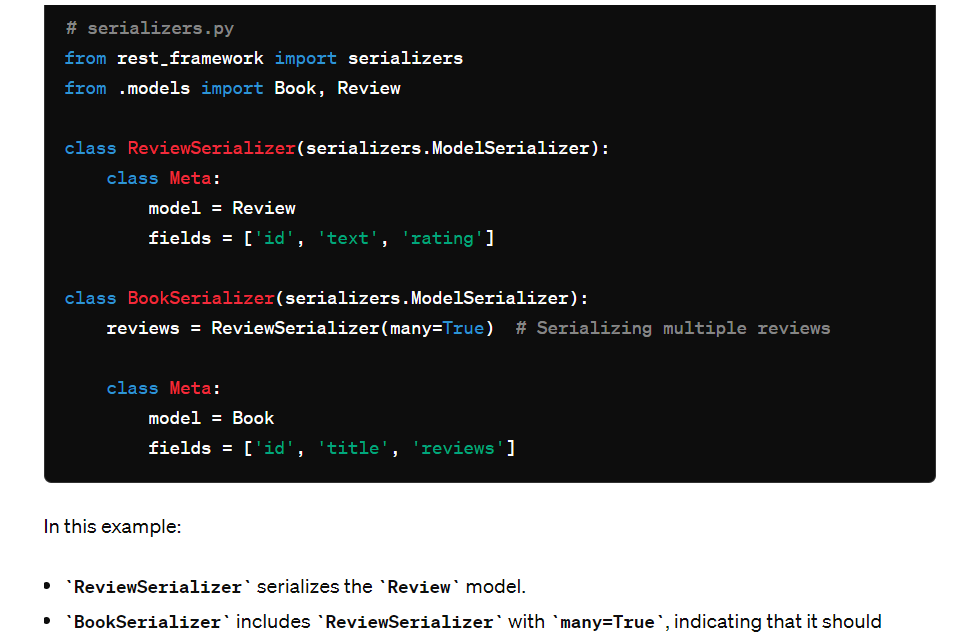 # serializers.py
from rest_framework import serializers
from .models import Book, Review
class ReviewSerializer(serializers.ModelSerializer):
    class Meta:
        model = Review
        fields = ['id', 'text', 'rating']
class BookSerializer(serializers.ModelSerializer):
    reviews = ReviewSerializer(many=True)  # Serializing multiple reviews
    class Meta:
        model = Book
        fields = ['id', 'title', 'reviews']
In this example:
• `ReviewSerializer` serializes the `Review` model.
• `BookSerializer` includes `ReviewSerializer` with `many=True`, indicating that it should